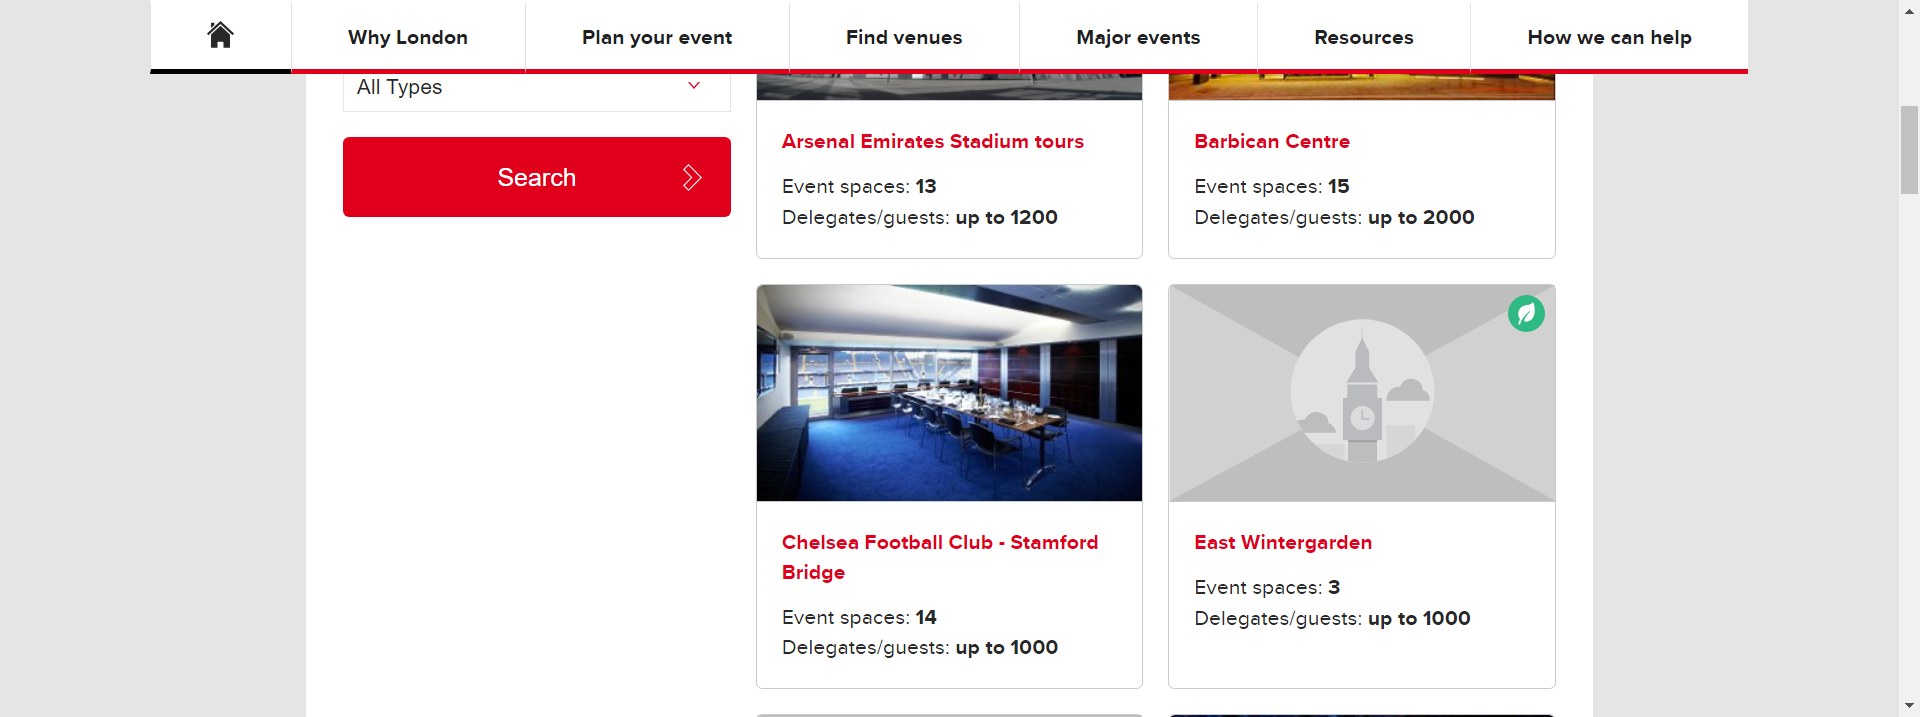 Why London
Plan your event
Find venues
Major events
Resources
How we can help
All Types
Search
Arsenal Emirates Stadium tours
Event spaces: 13
Delegates/guests: up to 1200
Barbican Centre
Event spaces: 15
Delegates/guests: up to 2000
Chelsea Football Club - Stamford
Bridge
Event spaces: 14
Delegates/guests: up to 1000
East Wintergarden
Event spaces: 3
Delegates/guests: up to 1000